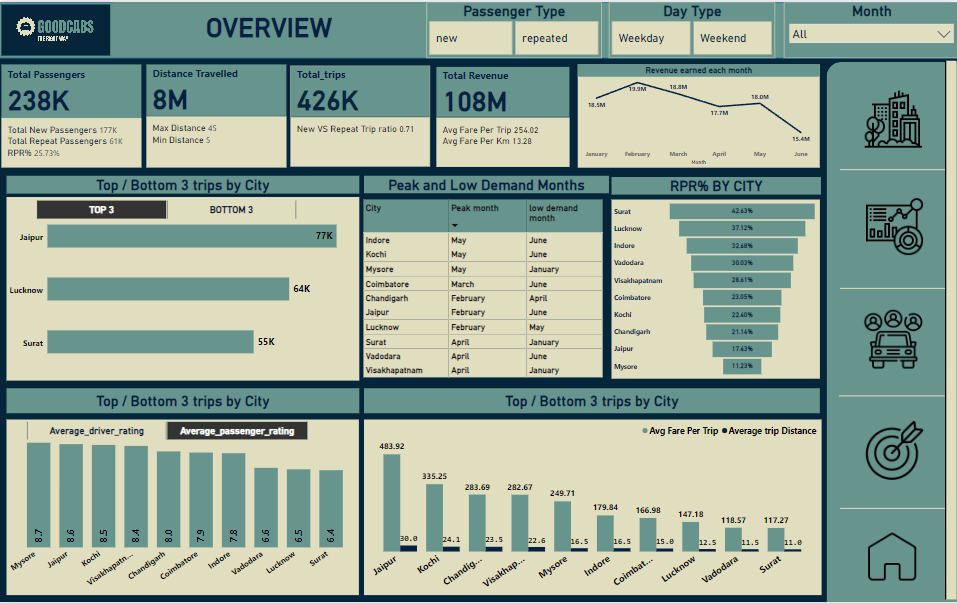 GOODCABS
THE RIGHT WAY
OVERVIEW
Passenger Type
new
repeated
Day Type
Weekday
Weekend
Month
All
Total Passengers
238K
Total New Passengers 177K
Total Repeat Passengers 61K
RPR% 25.73%
Distance Travelled
8M
Max Distance 45
Min Distance 5
Total_trips
426K
New VS Repeat Trip ratio 0.71
Total Revenue
108M
Avg Fare Per Trip 254.02
Avg Fare Per Km 13.28
Revenue earned each month
18.5M
19.9M
18.8M
17.7M
18.0M
15.4M
January February March April May June
Month
Top / Bottom 3 trips by City
TOP 3
BOTTOM 3
Jaipur 77K
Lucknow 64K
Surat 55K
Peak and Low Demand Months
City Peak month low demand
month
Indore May June
Kochi May June
Mysore May January
Coimbatore March June
Chandigarh February April
Jaipur February June
Lucknow February May
Surat April January
Vadodara April June
Visakhapatnam April January
RPR% BY CITY
Surat 42.63%
Lucknow 37.12%
Indore 32.68%
Vadodara 30.03%
Visakhapatnam 28.61%
Coimbatore 23.05%
Kochi 22.40%
Chandigarh 21.14%
Jaipur 17.43%
Mysore 11.23%
Top / Bottom 3 trips by City
Average_driver_rating
Average_passenger_rating
8.7 8.6 8.5 8.4 8.0 7.9 7.8 6.6 6.5 6.4
Mysore Jaipur Kochi Visakhapatn... Chandigarh Coimbatore Indore Vadodara Lucknow Surat
Top / Bottom 3 trips by City
Avg Fare Per Trip Average trip Distance
483.92 335.25 283.69 282.67 249.71 179.84 166.98 147.18 118.57 117.27
30.0 24.1 23.5 22.6 16.5 16.5 15.0 12.5 11.5 11.0
Jaipur Kochi Chandig... Visakhap... Mysore Indore Coimbat... Lucknow Vadodara Surat